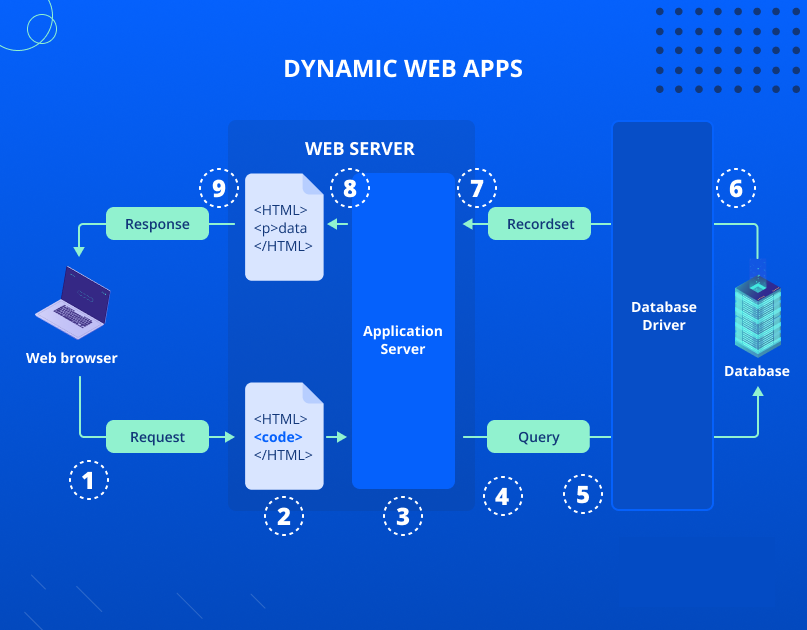 DYNAMIC WEB APPS
WEB SERVER
9
8
7
6
Response
<HTML>
<p>data
</HTML>
Recordset
Application
Server
Database
Driver
Web browser
Database
Request
<HTML>
<code>
</HTML>
Query
1
2
3
4
5